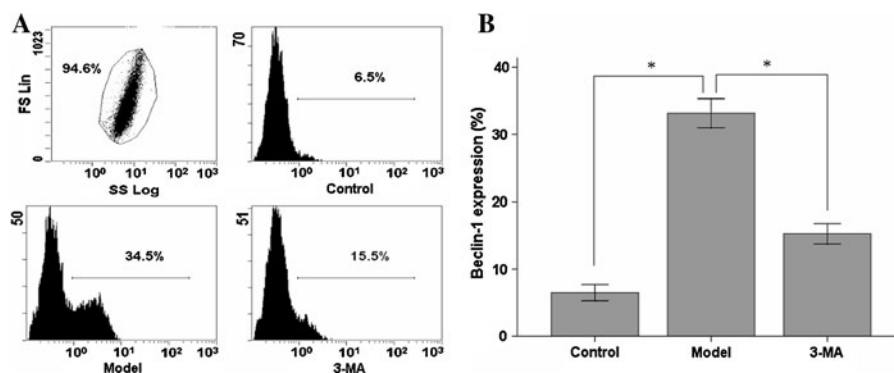 A
1023
FS Lin
0
94.6%
10⁰ 10¹ 10² 10³
SS Log
70
6.5%
10⁰ 10¹ 10² 10³
Control
50
34.5%
10⁰ 10¹ 10² 10³
Model
51
15.5%
10⁰ 10¹ 10² 10³
3-MA
B
Beclin-1 expression (%)
40
30
20
10
0
* *
Control Model 3-MA